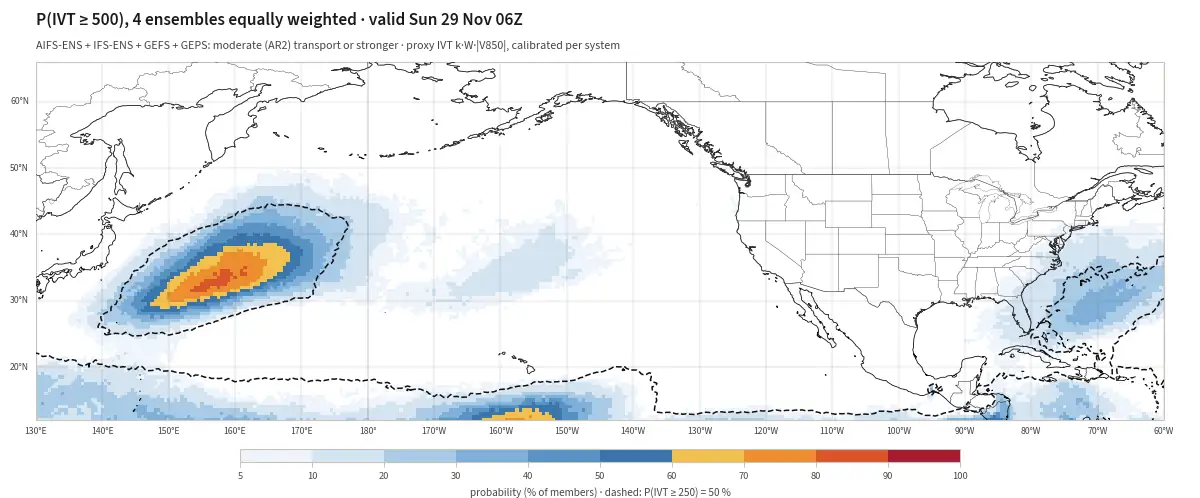 P(IVT ≥ 500), 4 ensembles equally weighted · valid Sun 29 Nov 06Z
AIFS-ENS + IFS-ENS + GEFS + GEPS: moderate (AR2) transport or stronger · proxy IVT k·W·|V850|, calibrated per system
60°N
50°N
40°N
30°N
20°N
130°E 140°E 150°E 160°E 170°E 180° 170°W 160°W 150°W 140°W 130°W 120°W 110°W 100°W 90°W 80°W 70°W 60°W
5 10 20 30 40 50 60 70 80 90 100
probability (% of members) · dashed: P(IVT ≥ 250) = 50 %